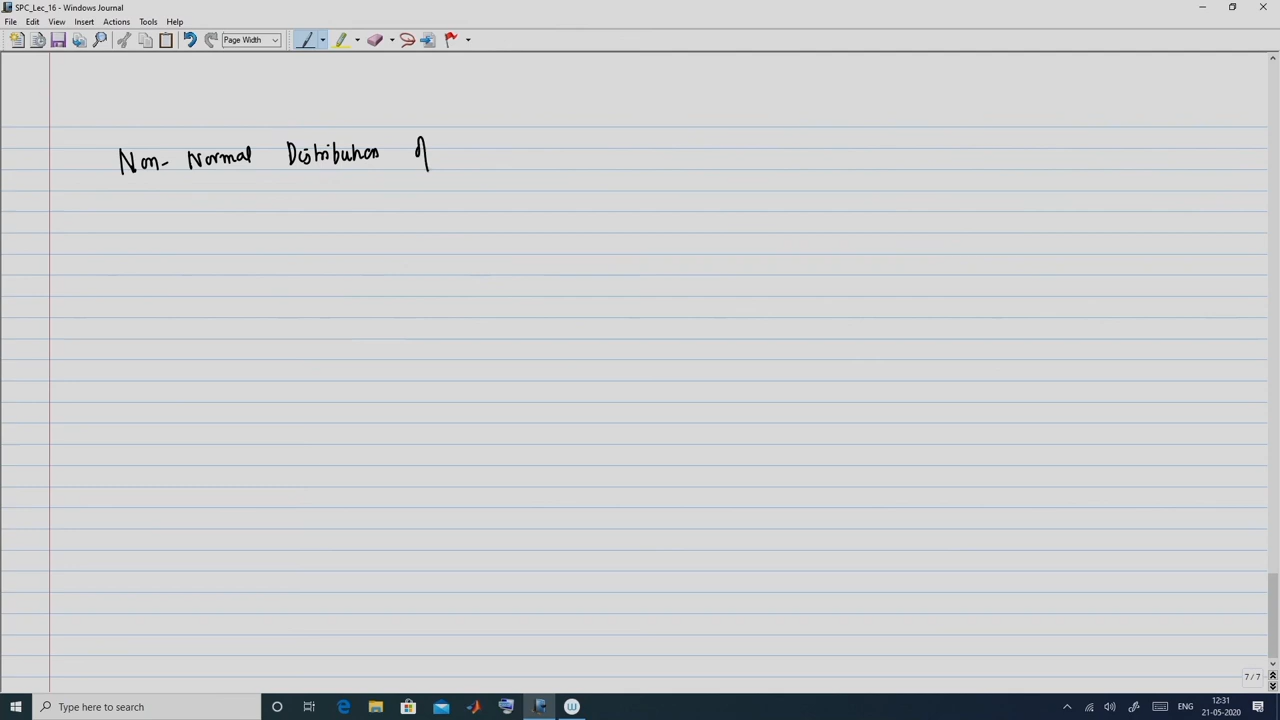 SPC_Lec_16 - Windows Journal
File Edit View Insert Actions Tools Help
Page Width
Non- Normal Distribution of
7 / 7
Type here to search
ENG
12:31
21-05-2020